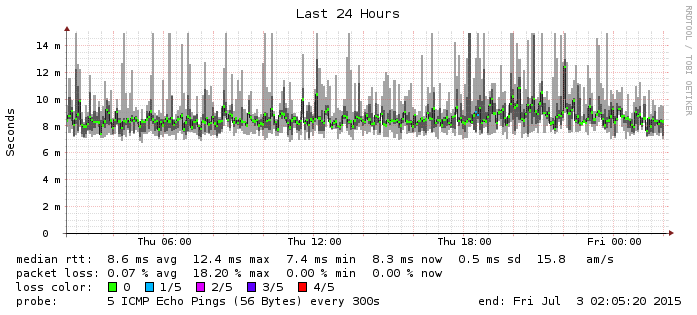 Last 24 Hours
RRDTOOL / TOBI OETIKER
Seconds
14 m
12 m
10 m
8 m
6 m
4 m
2 m
0
Thu 06:00 Thu 12:00 Thu 18:00 Fri 00:00
median rtt: 8.6 ms avg 12.4 ms max 7.4 ms min 8.3 ms now 0.5 ms sd 15.8 am/s
packet loss: 0.07 % avg 18.20 % max 0.00 % min 0.00 % now
loss color: 0 1/5 2/5 3/5 4/5
probe: 5 ICMP Echo Pings (56 Bytes) every 300s end: Fri Jul 3 02:05:20 2015